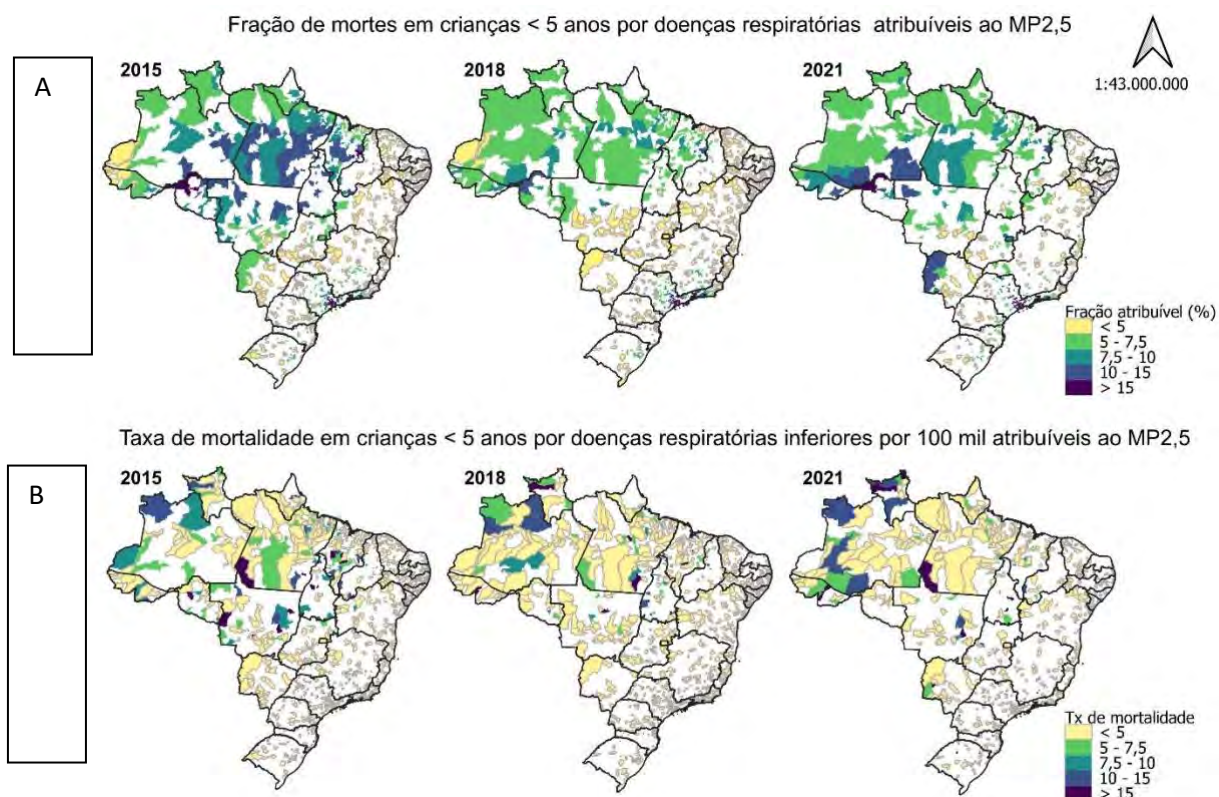 Fração de mortes em crianças < 5 anos por doenças respiratórias atribuíveis ao MP2,5
1:43.000.000
A
2015
2018
2021
Fração atribuível (%)
< 5
5 - 7,5
7,5 - 10
10 - 15
> 15
Taxa de mortalidade em crianças < 5 anos por doenças respiratórias inferiores por 100 mil atribuíveis ao MP2,5
B
2015
2018
2021
Tx de mortalidade
< 5
5 - 7,5
7,5 - 10
10 - 15
> 15